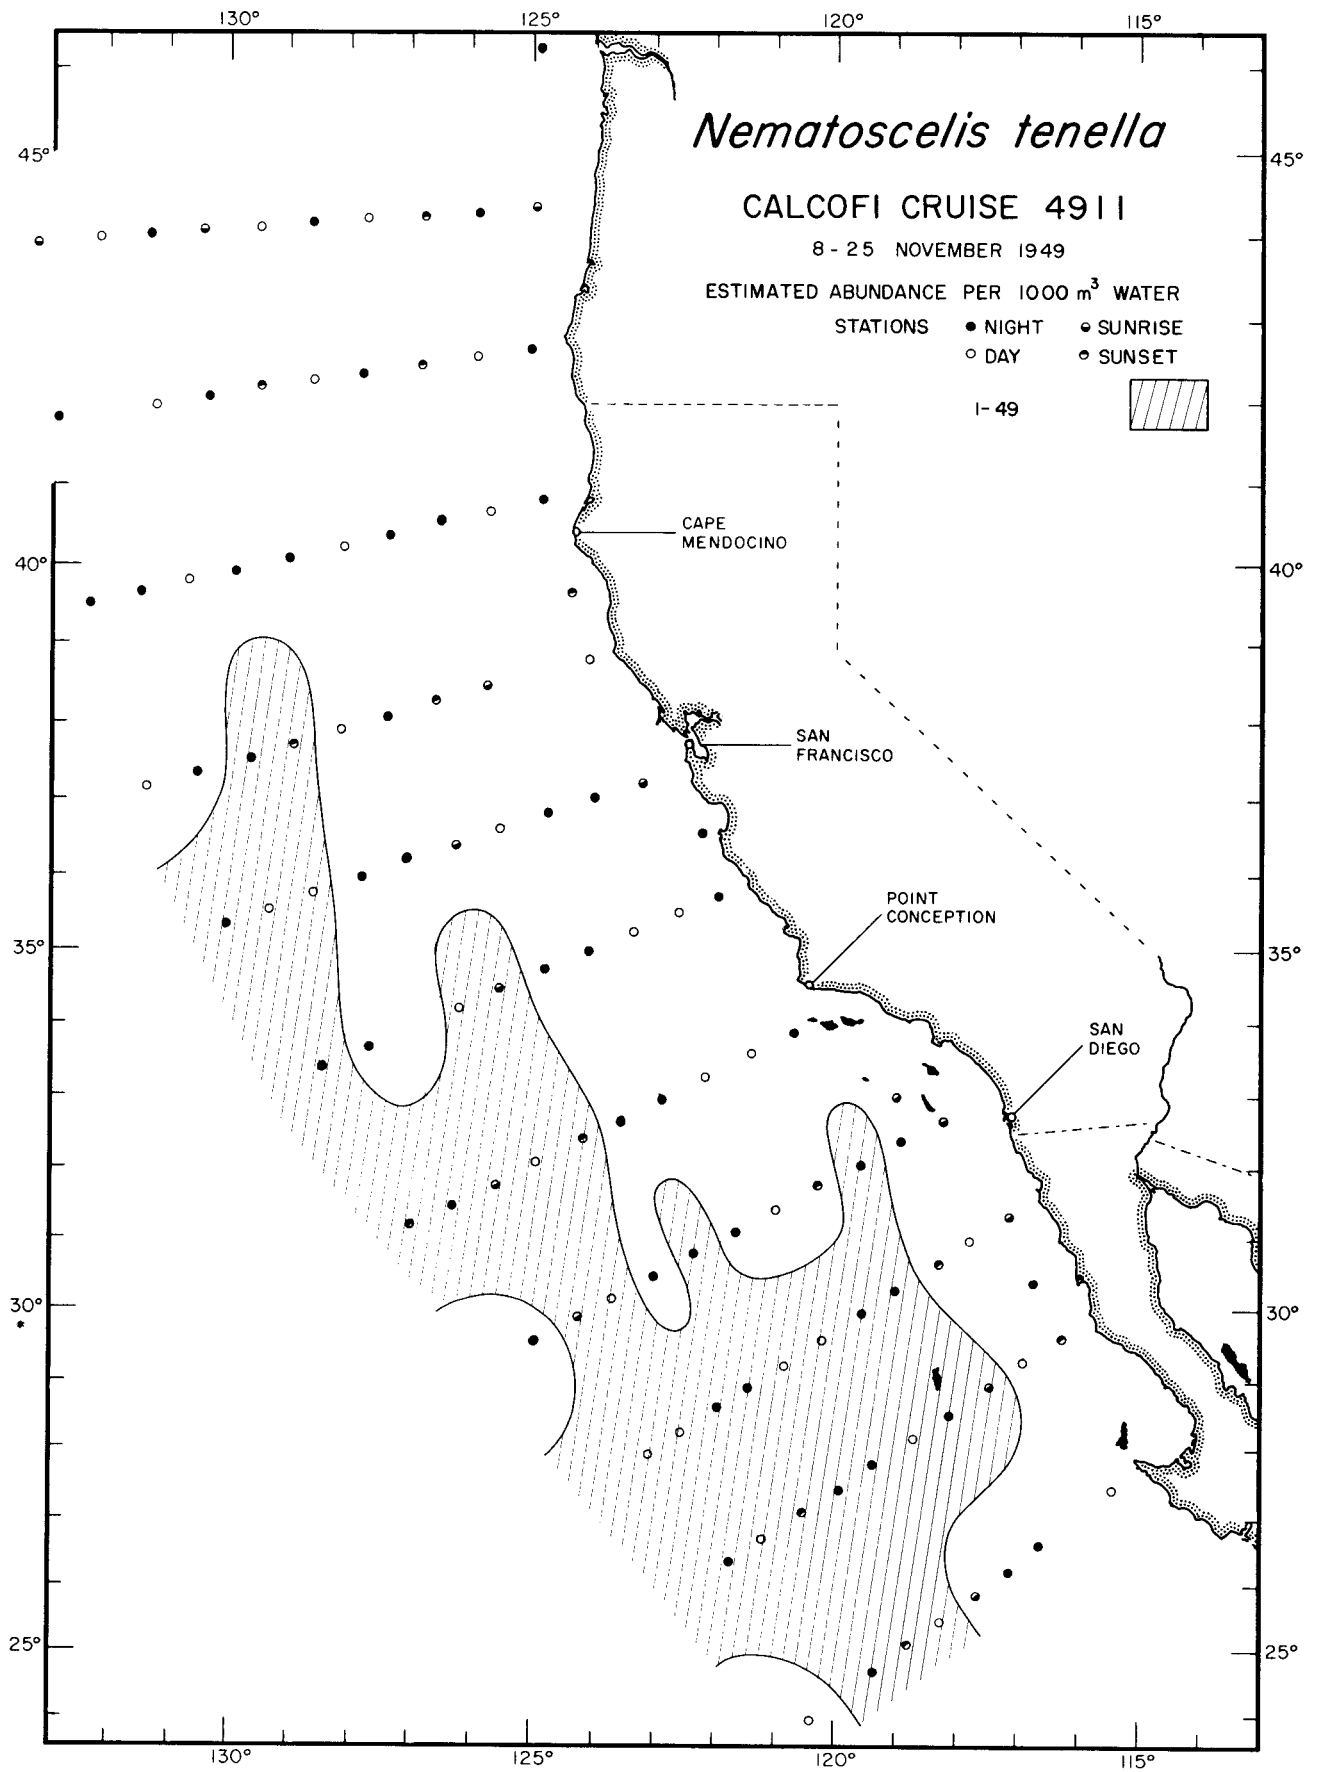 130° 125° 120° 115°
Nematoscelis tenella
45° 45°
CALCOFI CRUISE 4911
8-25 NOVEMBER 1949
ESTIMATED ABUNDANCE PER 1000 m³ WATER
STATIONS ● NIGHT SUNRISE
○ DAY SUNSET
1-49
CAPE
MENDOCINO
40° 40°
SAN
FRANCISCO
POINT
CONCEPTION
35° 35°
SAN
DIEGO
30° 30°
*
25° 25°
130° 125° 120° 115°